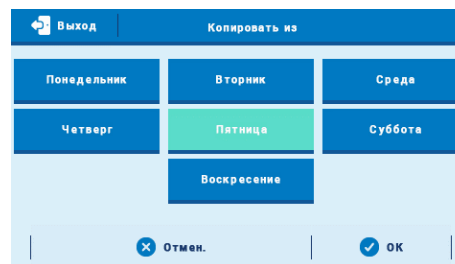 Выход Копировать из
Понедельник Вторник Среда
Четверг Пятница Суббота
Воскресение
Отмен. ОК